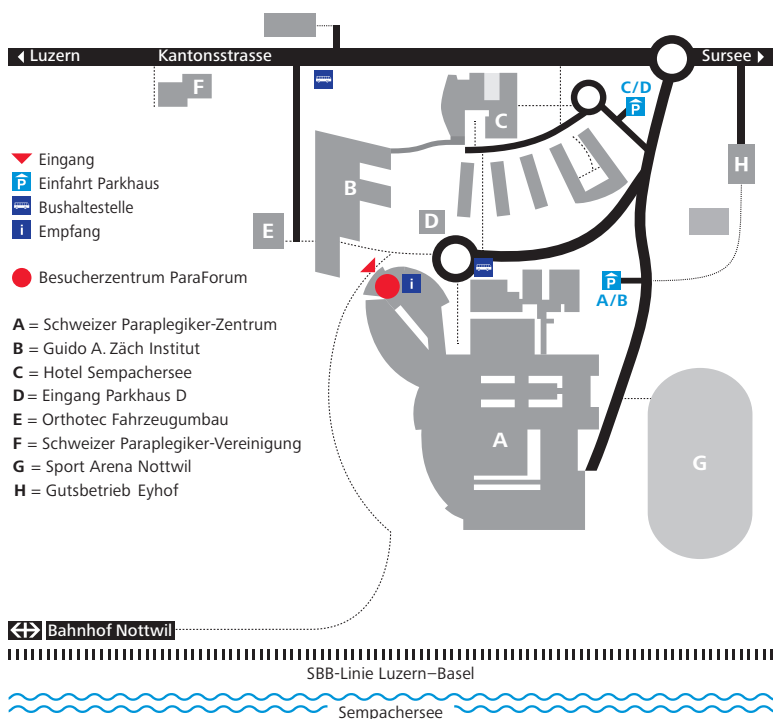 Luzern
Kantonsstrasse
Sursee
F
C/D
P
C
Eingang
P Einfahrt Parkhaus
Bushaltestelle
i Empfang
B
H
D
E
Besucherzentrum ParaForum
i
P
A/B
A = Schweizer Paraplegiker-Zentrum
B = Guido A. Zäch Institut
C = Hotel Sempachersee
D = Eingang Parkhaus D
E = Orthotec Fahrzeugumbau
F = Schweizer Paraplegiker-Vereinigung
G = Sport Arena Nottwil
H = Gutsbetrieb Eyhof
A
G
Bahnhof Nottwil
SBB-Linie Luzern–Basel
Sempachersee